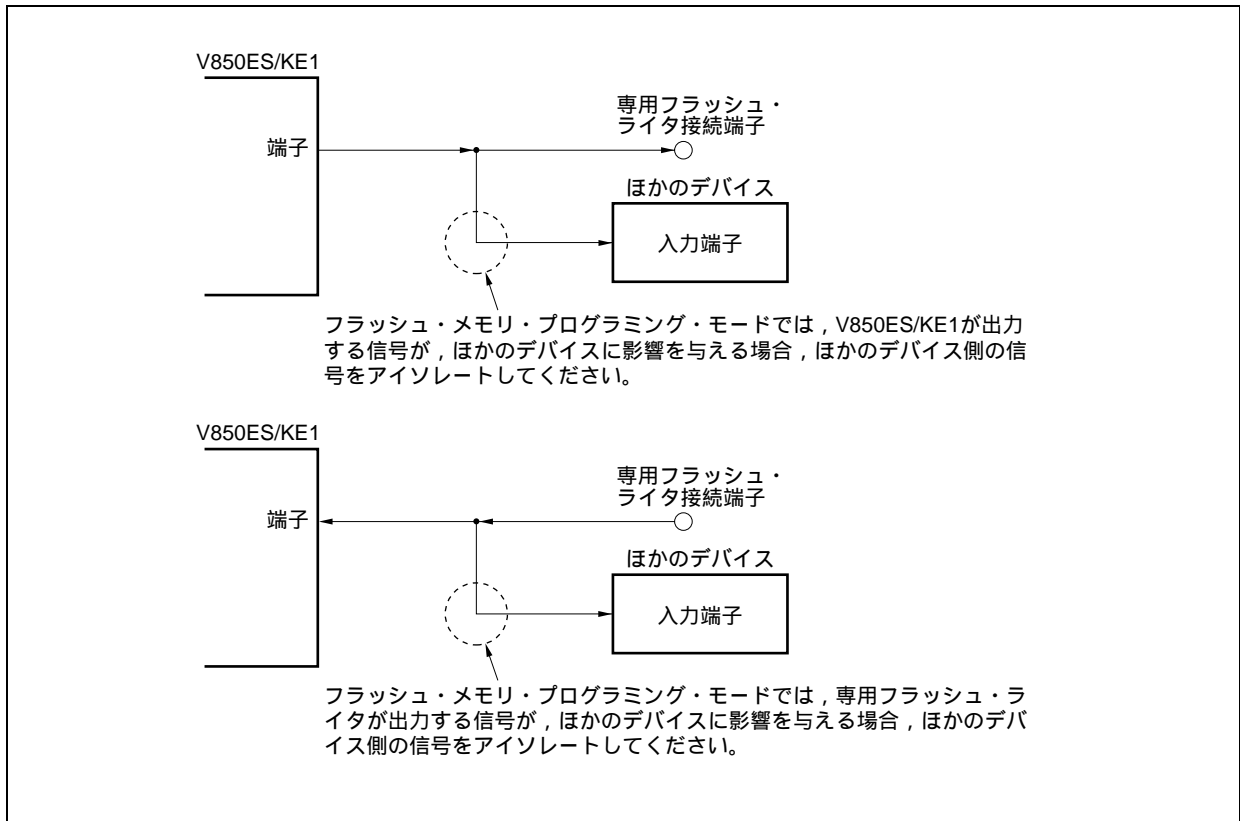 V850ES/KE1
端子
専用フラッシュ・
ライタ接続端子
ほかのデバイス
入力端子
フラッシュ・メモリ・プログラミング・モードでは，V850ES/KE1が出力
する信号が，ほかのデバイスに影響を与える場合，ほかのデバイス側の信
号をアイソレートしてください。
V850ES/KE1
端子
専用フラッシュ・
ライタ接続端子
ほかのデバイス
入力端子
フラッシュ・メモリ・プログラミング・モードでは，専用フラッシュ・ラ
イタが出力する信号が，ほかのデバイスに影響を与える場合，ほかのデバ
イス側の信号をアイソレートしてください。